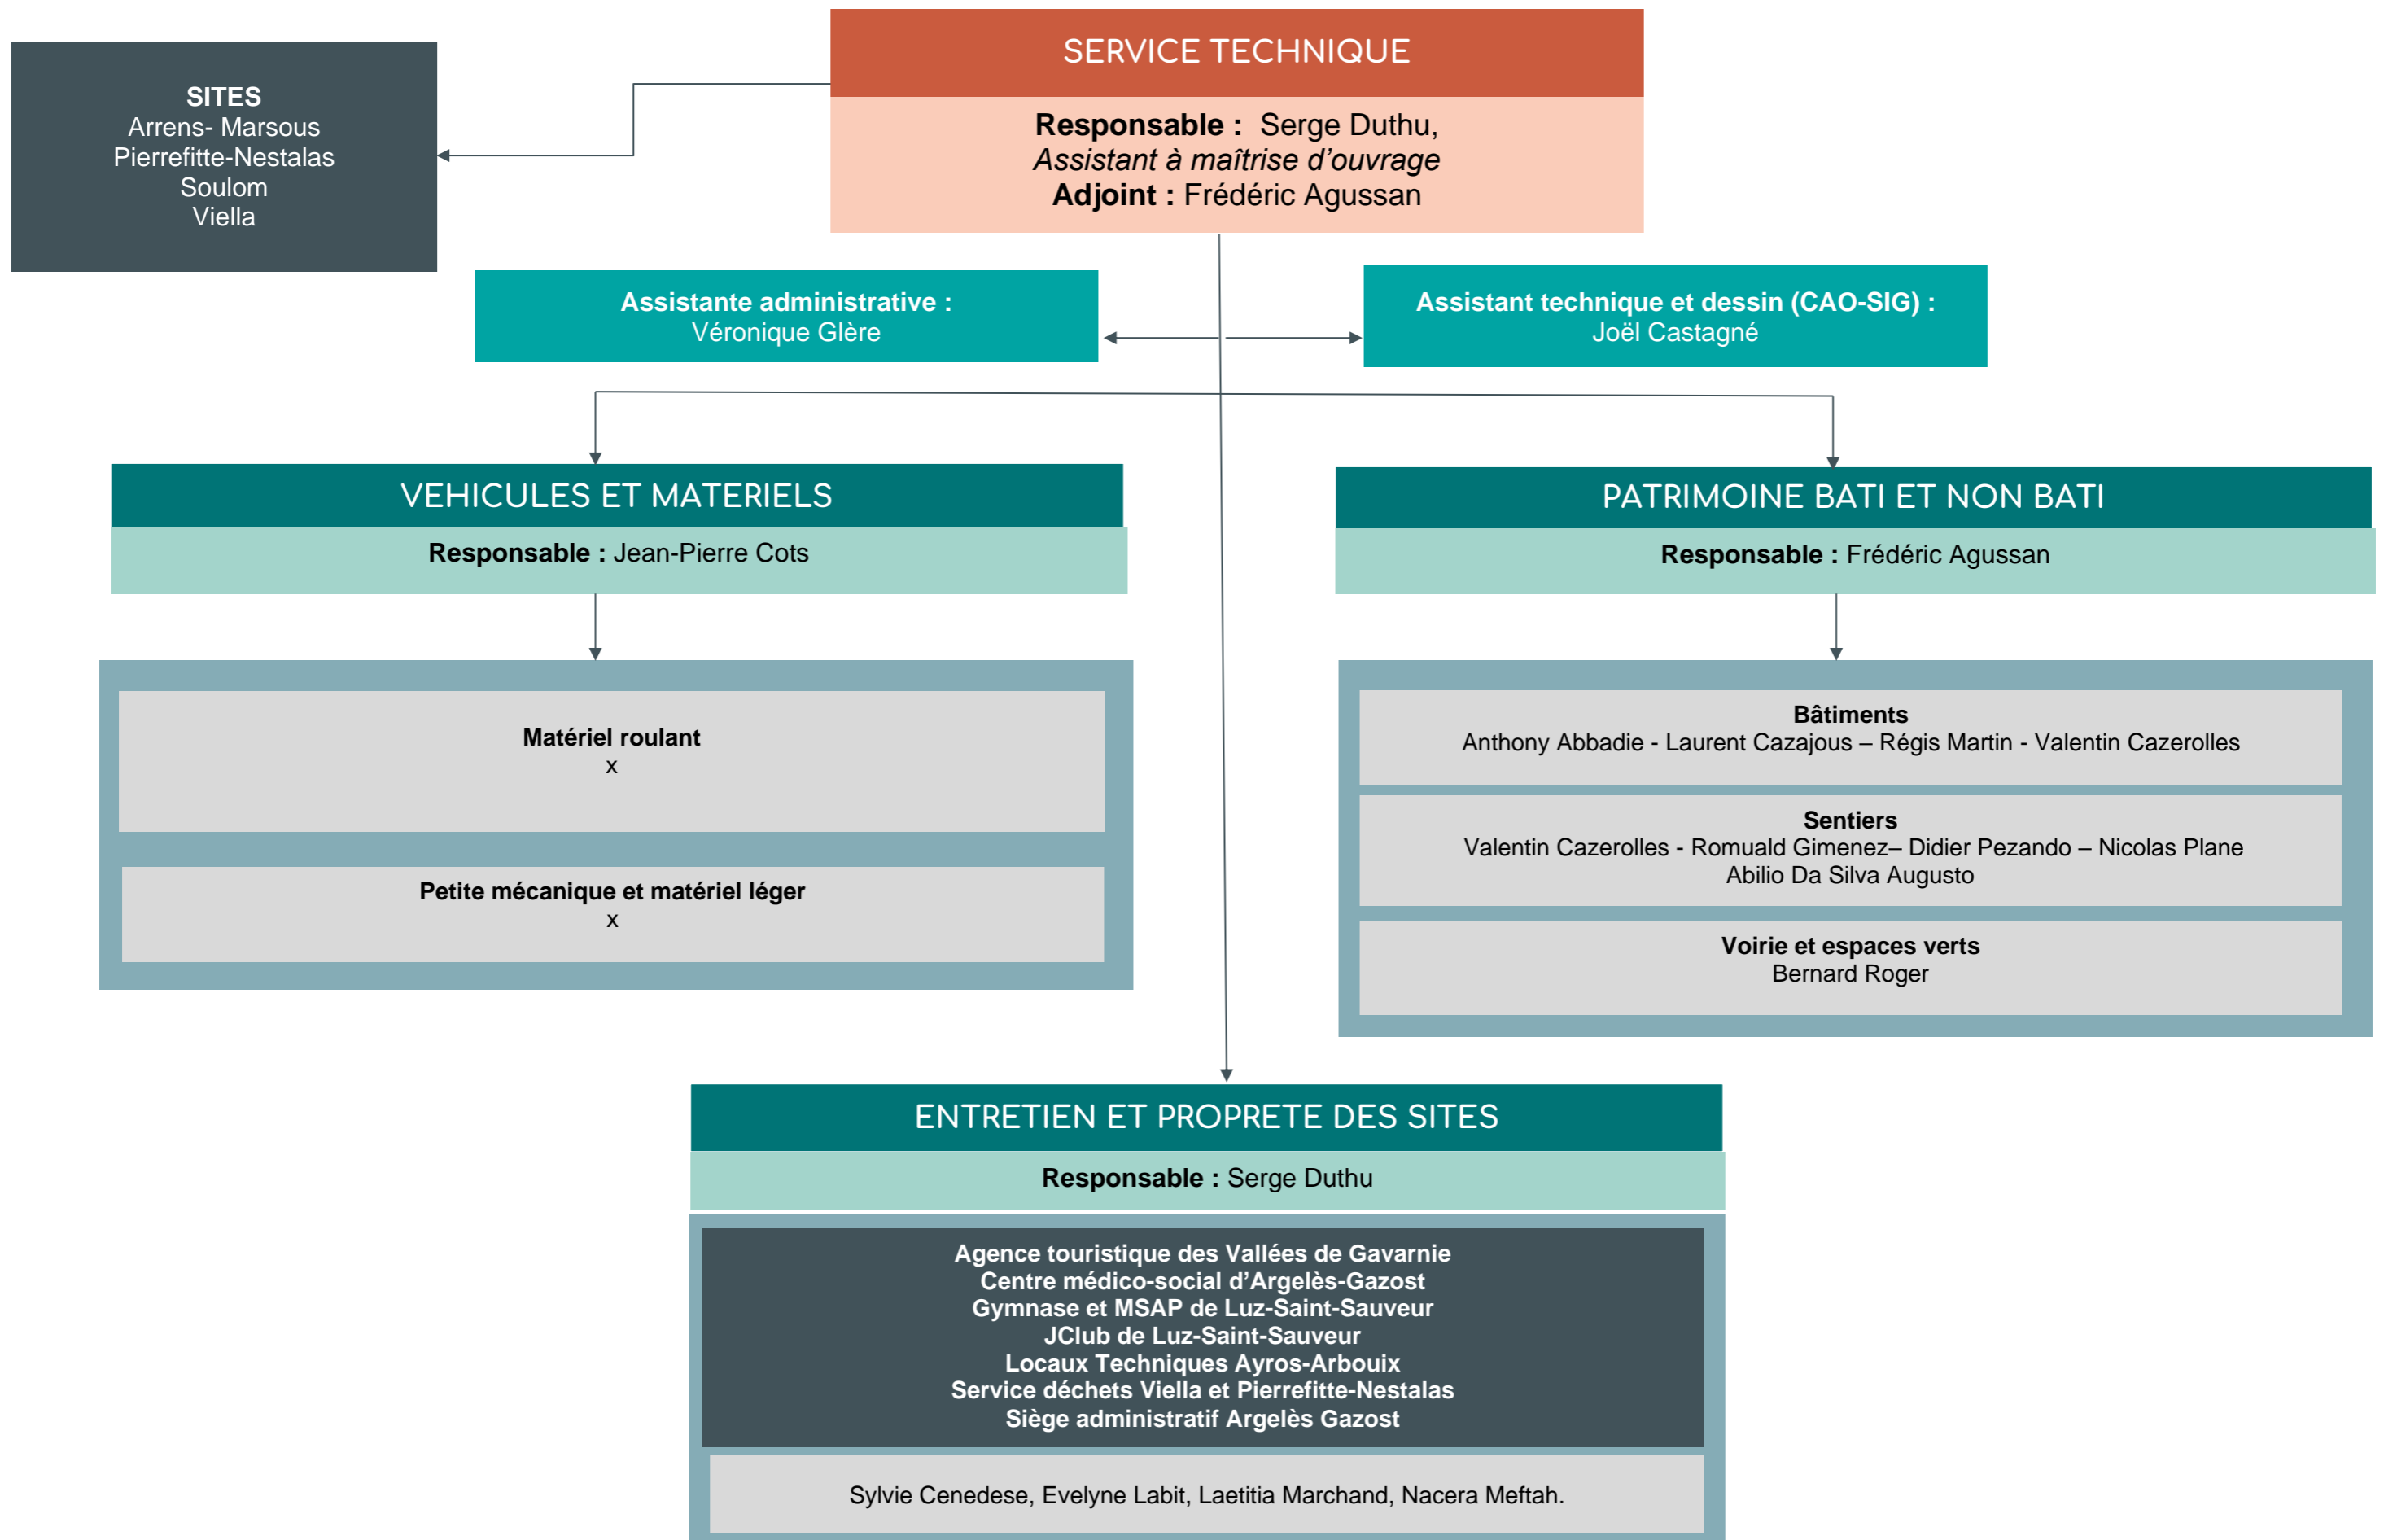 SERVICE TECHNIQUE
Responsable : Serge Duthu,
Assistant à maîtrise d’ouvrage
Adjoint : Frédéric Agussan
SITES
Arrens- Marsous
Pierrefitte-Nestalas
Soulom
Viella
Assistante administrative :
Véronique Glère
Assistant technique et dessin (CAO-SIG) :
Joël Castagné
VEHICULES ET MATERIELS
Responsable : Jean-Pierre Cots
Matériel roulant
x
Petite mécanique et matériel léger
x
PATRIMOINE BATI ET NON BATI
Responsable : Frédéric Agussan
Bâtiments
Anthony Abbadie - Laurent Cazajous – Régis Martin - Valentin Cazerolles
Sentiers
Valentin Cazerolles - Romuald Gimenez– Didier Pezando – Nicolas Plane
Abilio Da Silva Augusto
Voirie et espaces verts
Bernard Roger
ENTRETIEN ET PROPRETE DES SITES
Responsable : Serge Duthu
Agence touristique des Vallées de Gavarnie
Centre médico-social d’Argelès-Gazost
Gymnase et MSAP de Luz-Saint-Sauveur
JClub de Luz-Saint-Sauveur
Locaux Techniques Ayros-Arbouix
Service déchets Viella et Pierrefitte-Nestalas
Siège administratif Argelès Gazost
Sylvie Cenedese, Evelyne Labit, Laetitia Marchand, Nacera Meftah.